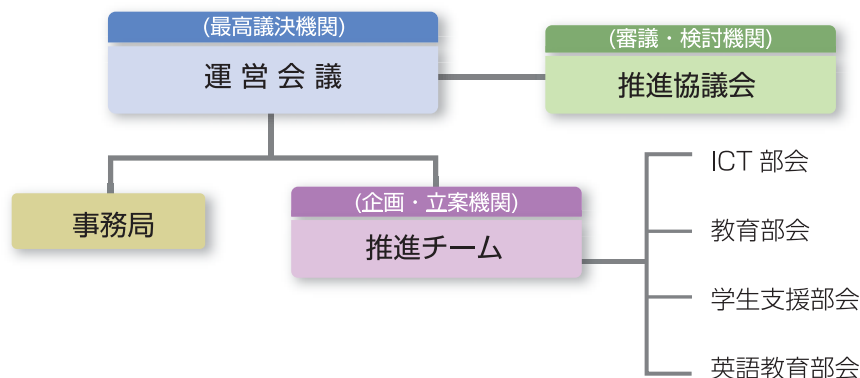 (最高議決機関)
運営会議
(審議・検討機関)
推進協議会
事務局
(企画・立案機関)
推進チーム
ICT 部会
教育部会
学生支援部会
英語教育部会